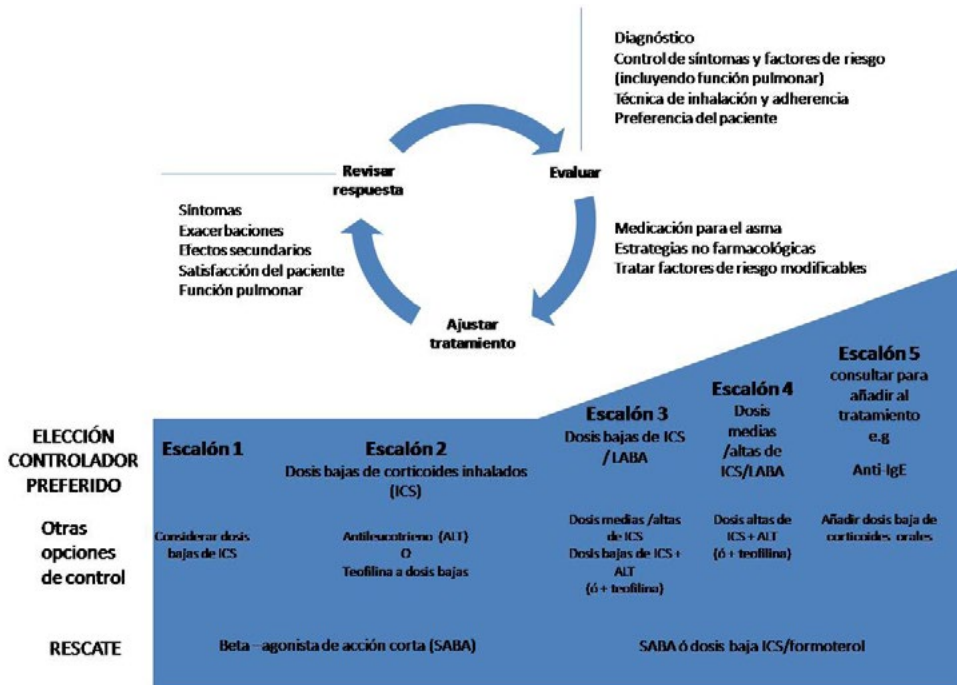 Diagnóstico
Control de síntomas y factores de riesgo
(incluyendo función pulmonar)
Técnica de inhalación y adherencia
Preferencia del paciente
Revisar
respuesta
Evaluar
Síntomas
Exacerbaciones
Efectos secundarios
Satisfacción del paciente
Función pulmonar
Medicación para el asma
Estrategias no farmacológicas
Tratar factores de riesgo modificables
Ajustar
tratamiento
ELECCIÓN
CONTROLADOR
PREFERIDO
Escalón 1
Escalón 2
Dosis bajas de corticoides inhalados
(ICS)
Escalón 3
Dosis bajas de ICS
/ LABA
Escalón 4
Dosis
medias
/altas de
ICS/LABA
Escalón 5
consultar para
añadir al
tratamiento
e.g
Anti-IgE
Otras
opciones
de control
Considerar dosis
bajas de ICS
Antileucotrieno (ALT)
O
Teofilina a dosis bajas
Dosis medias /altas
de ICS
Dosis bajas de ICS +
ALT
(ó + teofilina)
Dosis altas de
ICS + ALT
(ó + teofilina)
Añadir dosis baja de
corticoides orales
RESCATE
Beta – agonista de acción corta (SABA)
SABA ó dosis baja ICS/formoterol